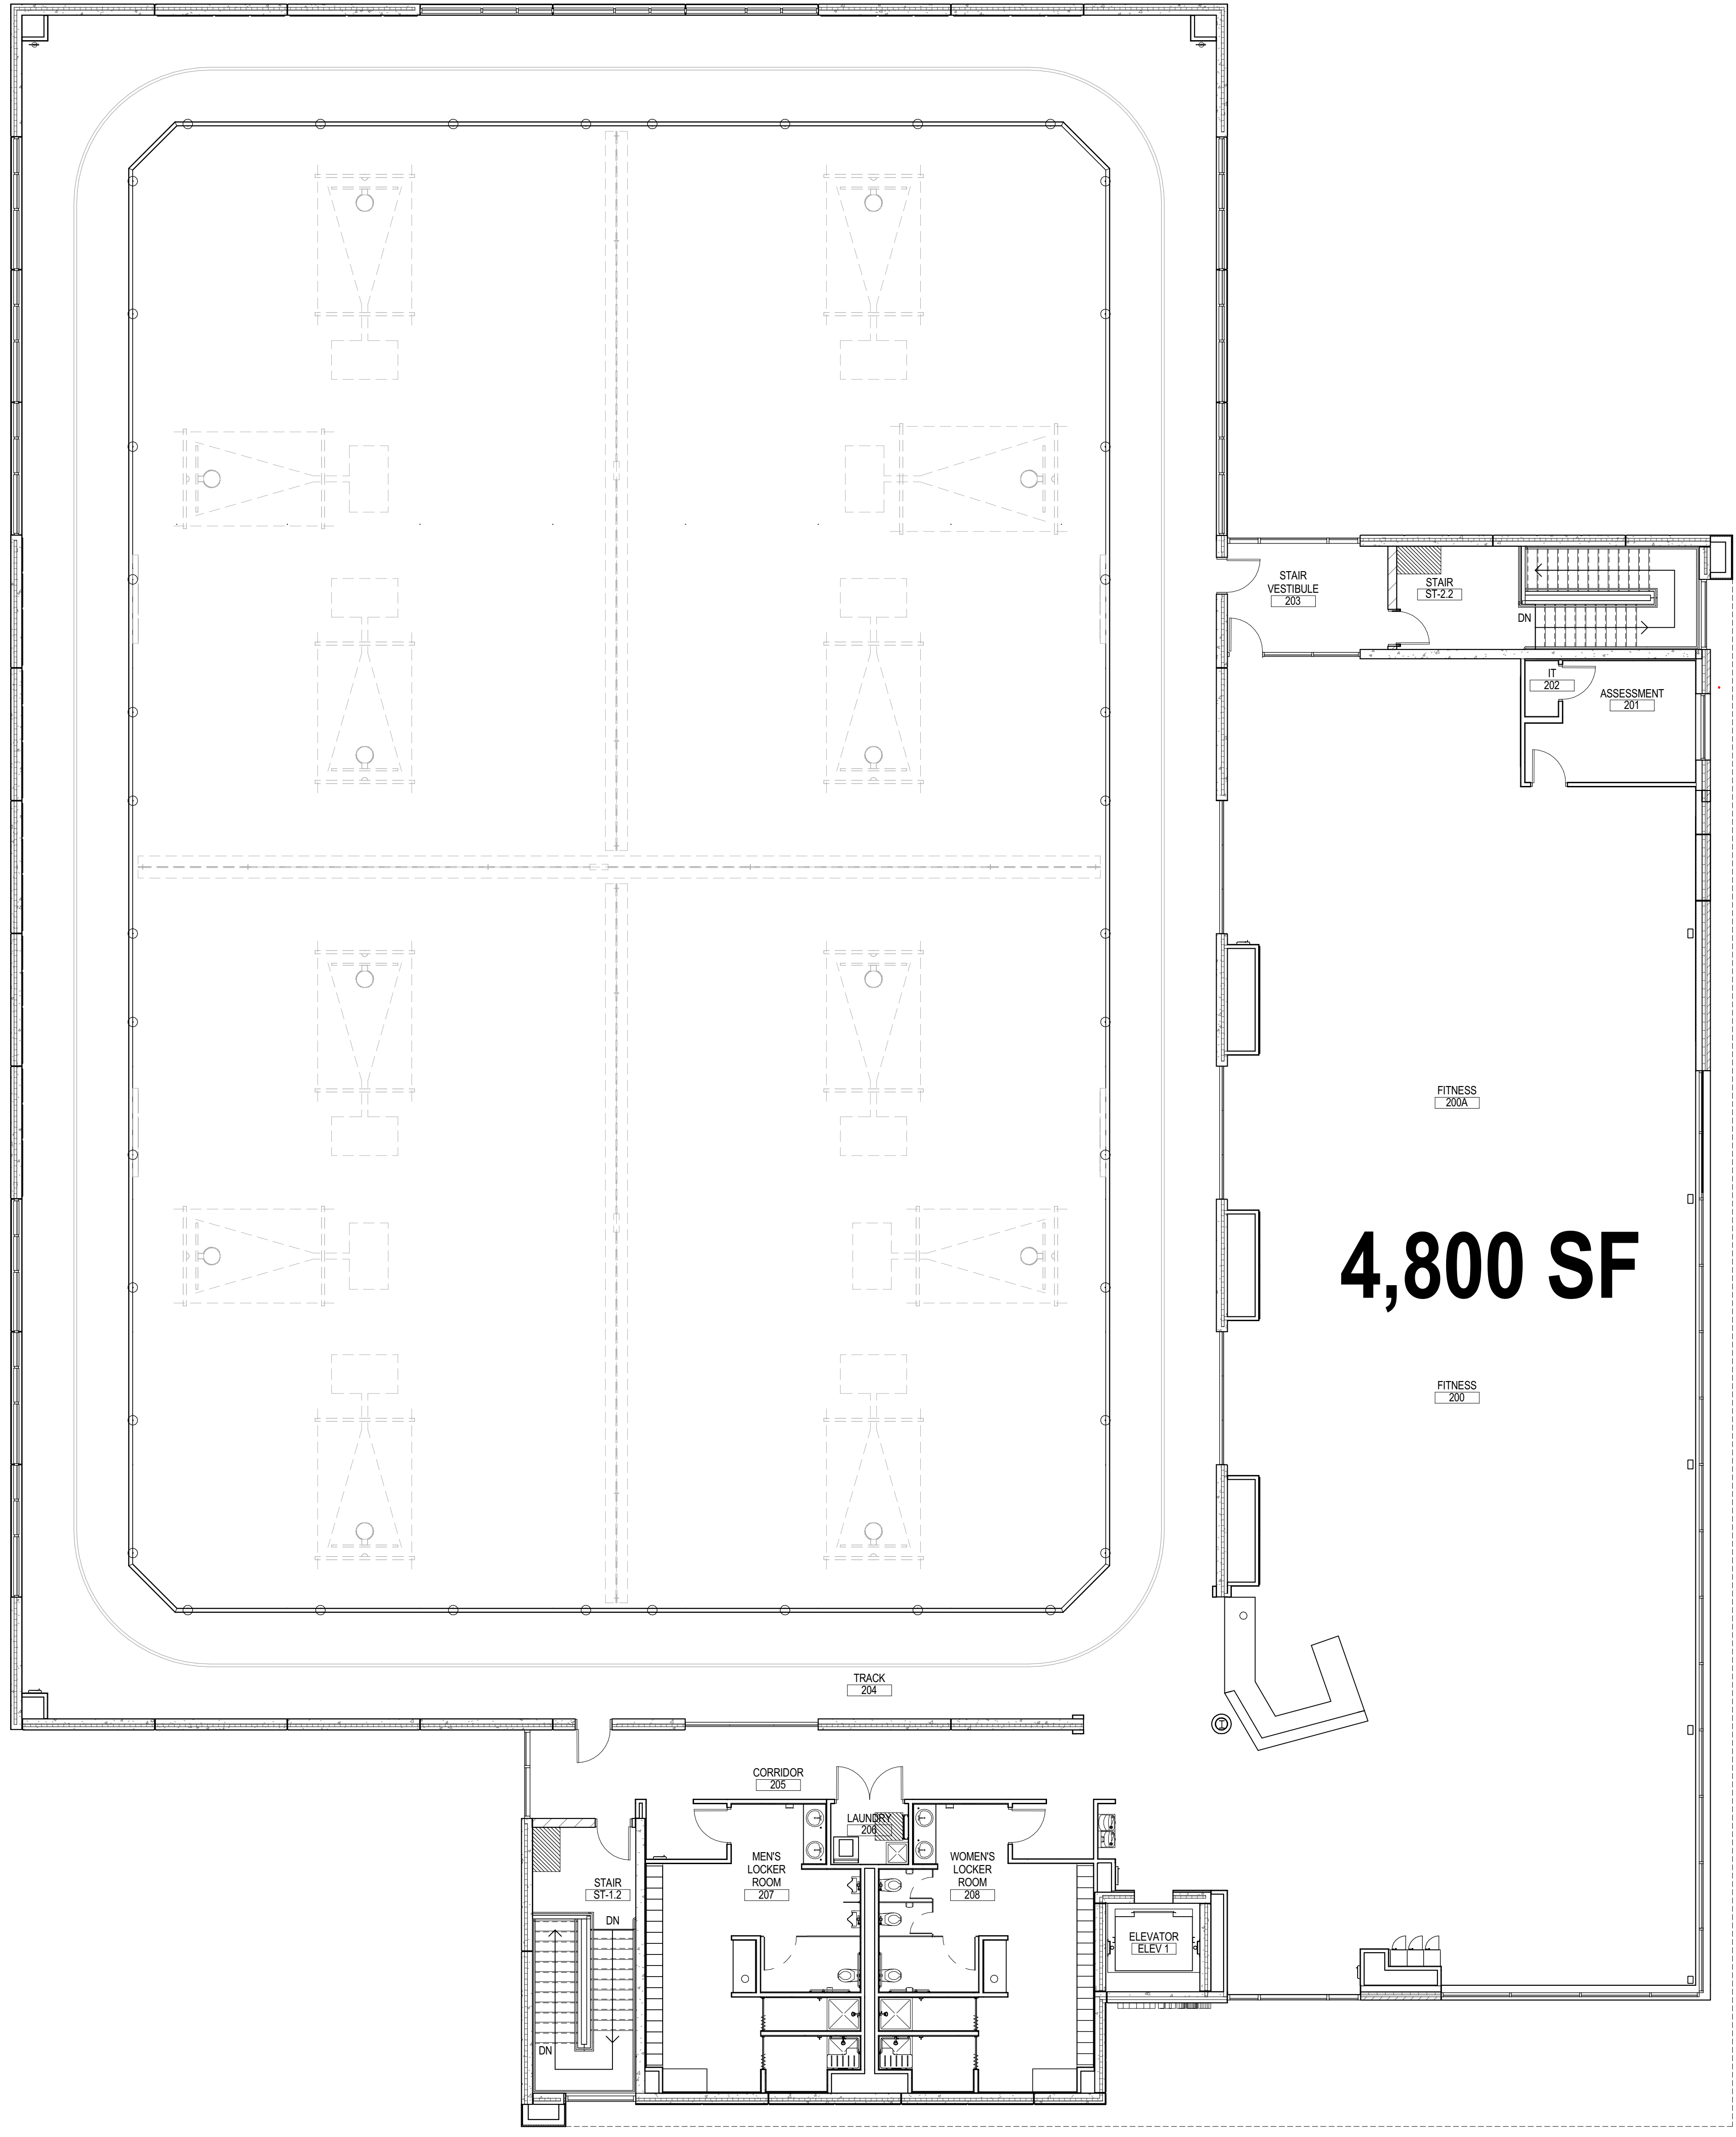 STAIR
VESTIBULE
203
STAIR
ST-2.2
DN
IT
202
ASSESSMENT
201
FITNESS
200A
4,800 SF
FITNESS
200
TRACK
204
CORRIDOR
205
LAUNDRY
206
MEN'S
LOCKER
ROOM
207
WOMEN'S
LOCKER
ROOM
208
STAIR
ST-1.2
DN
ELEVATOR
ELEV 1
DN